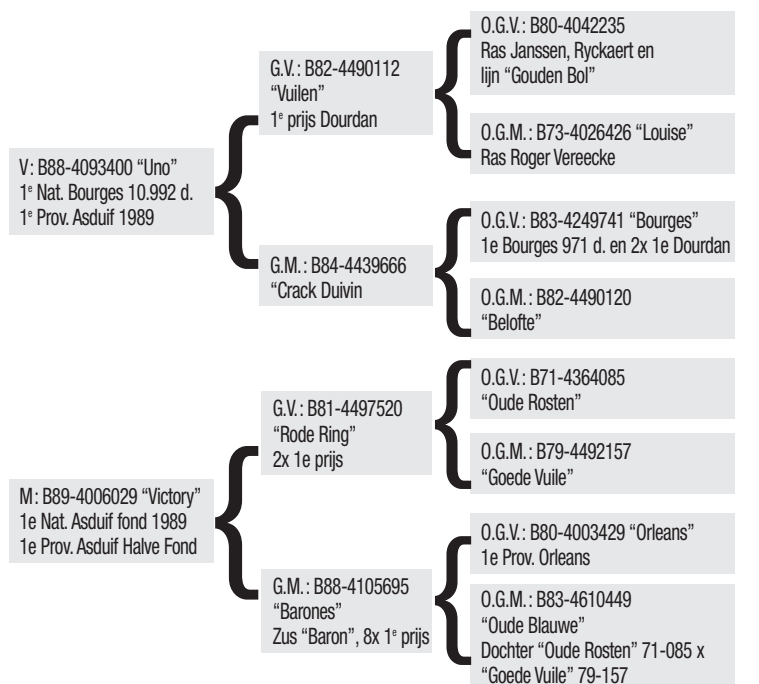 V: B88-4093400 “Uno”
1e Nat. Bourges 10.992 d.
1e Prov. Asduif 1989
G.V.: B82-4490112
“Vuilen”
1e prijs Dourdan
O.G.V.: B80-4042235
Ras Janssen, Ryckaert en
lijn “Gouden Bol”
O.G.M.: B73-4026426 “Louise”
Ras Roger Vereecke
G.M.: B84-4439666
“Crack Duivin
O.G.V.: B83-4249741 “Bourges”
1e Bourges 971 d. en 2x 1e Dourdan
O.G.M.: B82-4490120
“Belofte”
M: B89-4006029 “Victory”
1e Nat. Asduif fond 1989
1e Prov. Asduif Halve Fond
G.V.: B81-4497520
“Rode Ring”
2x 1e prijs
O.G.V.: B71-4364085
“Oude Rosten”
O.G.M.: B79-4492157
“Goede Vuile”
G.M.: B88-4105695
“Barones”
Zus “Baron”, 8x 1e prijs
O.G.V.: B80-4003429 “Orleans”
1e Prov. Orleans
O.G.M.: B83-4610449
“Oude Blauwe”
Dochter “Oude Rosten” 71-085 x
“Goede Vuile” 79-157